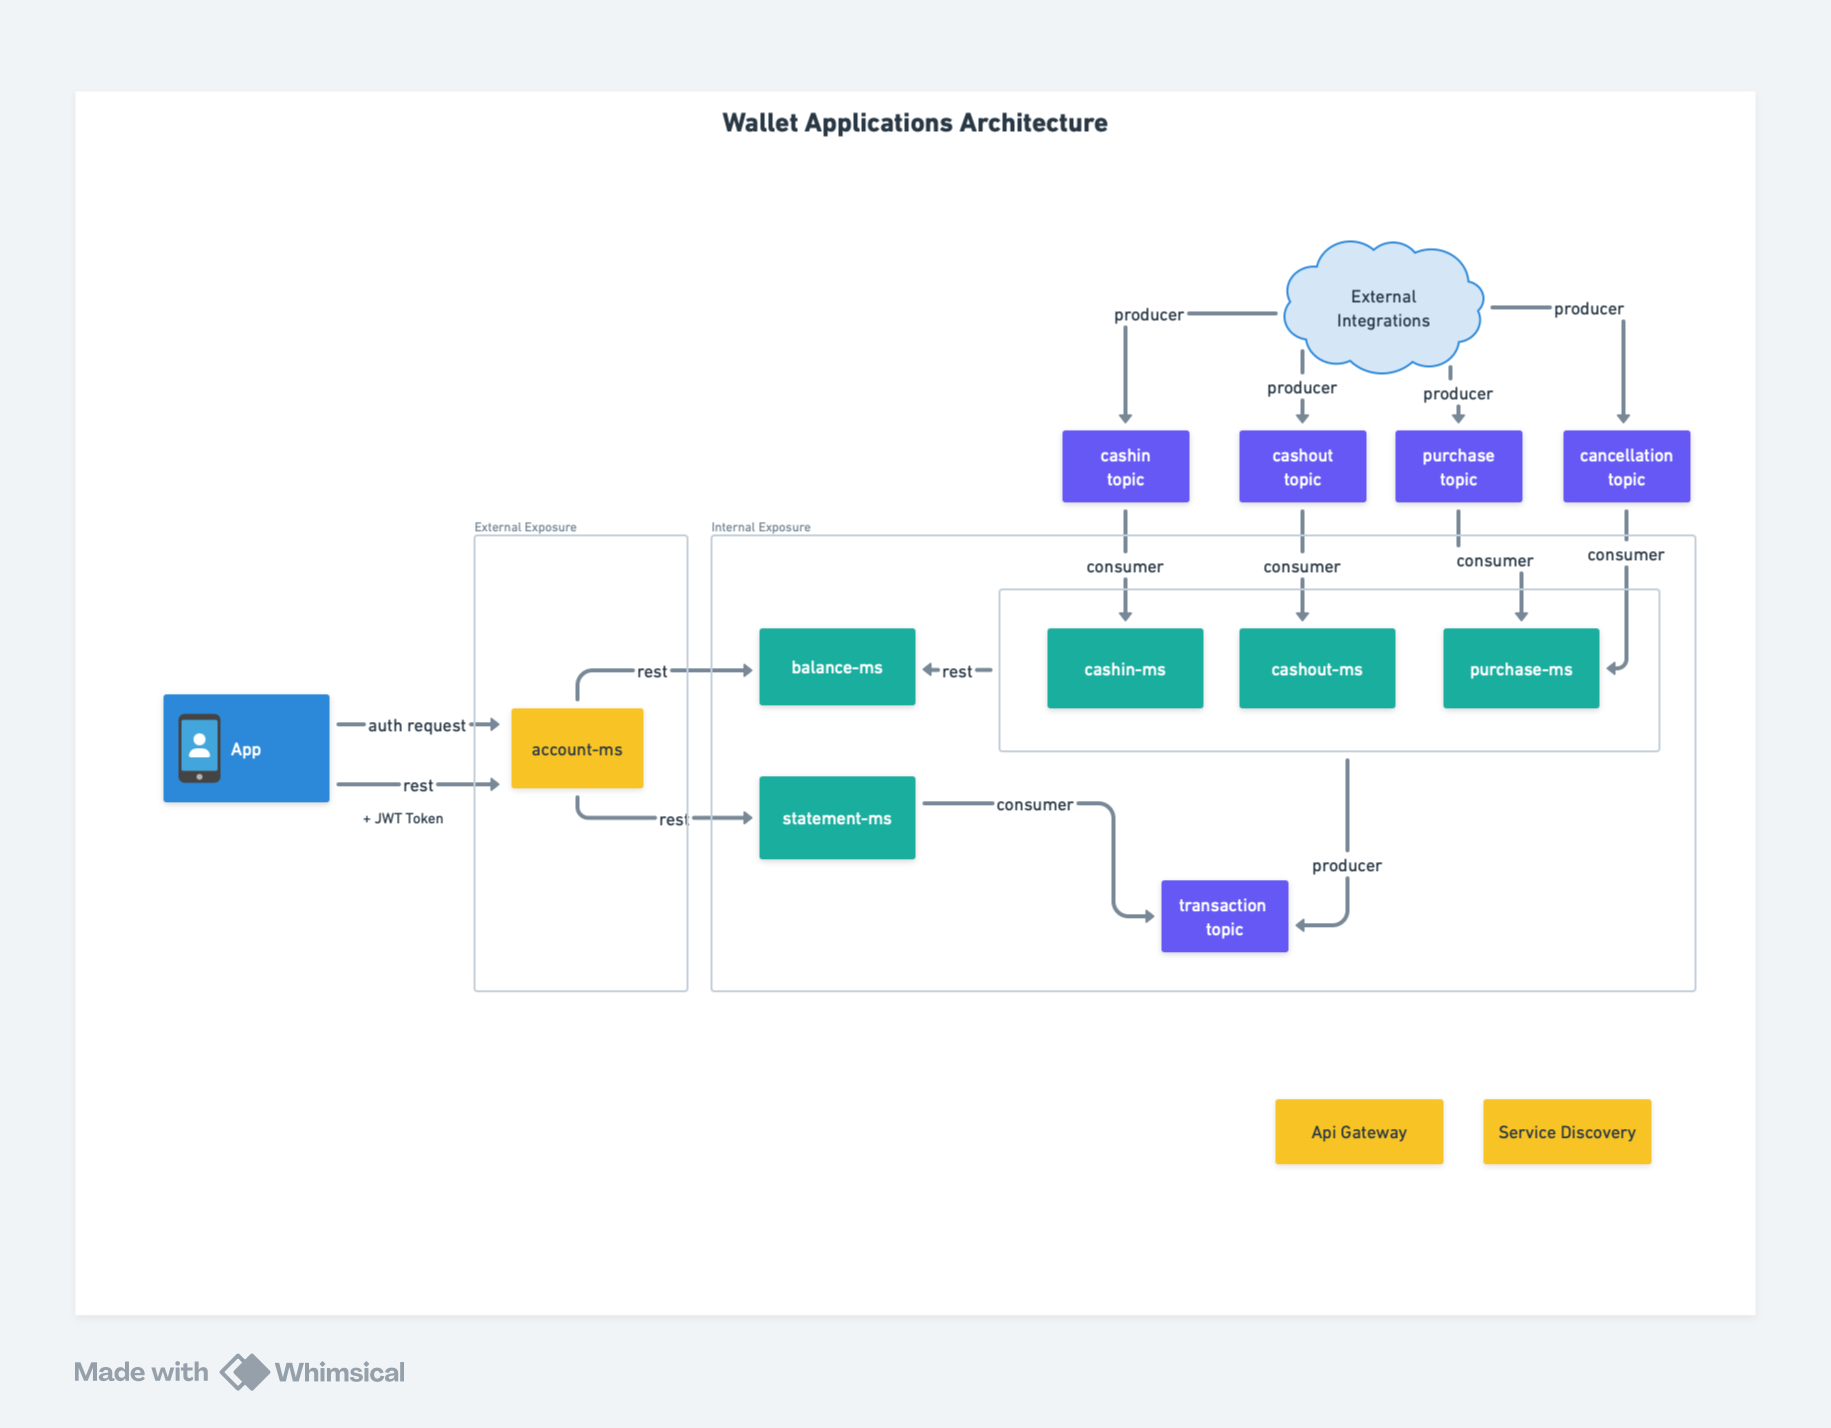 Wallet Applications Architecture
External
Integrations
producer
producer
producer
producer
cashin
topic
cashout
topic
purchase
topic
cancellation
topic
External Exposure
Internal Exposure
consumer
consumer
consumer
consumer
balance-ms
rest
cashin-ms
cashout-ms
purchase-ms
rest
App
auth request
account-ms
rest
+ JWT Token
rest
statement-ms
consumer
producer
transaction
topic
Api Gateway
Service Discovery
Made with Whimsical